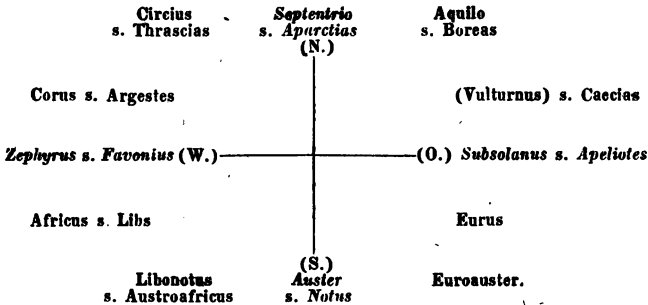 Circius Septentrio Aquilo
s. Thrascias s. Aparctias s. Boreas
(N.)
Corus s. Argestes (Vulturnus) s. Caecias
Zephyrus s. Favonius (W.) (O.) Subsolanus s. Apeliotes
Africus s. Libs Eurus
(S.)
Libonotus Auster Euroauster.
s. Austroafricus s. Notus